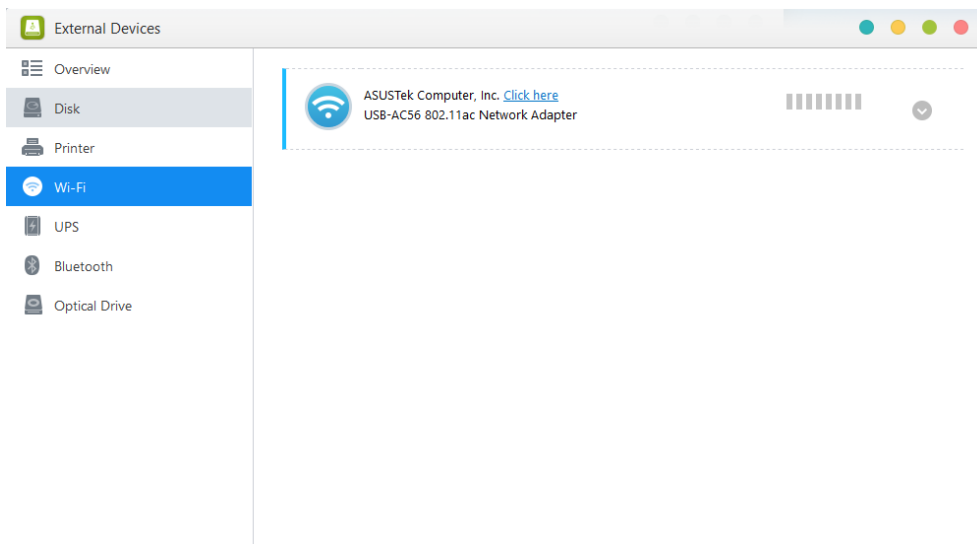 External Devices
Overview
Disk
Printer
Wi-Fi
UPS
Bluetooth
Optical Drive
ASUSTek Computer, Inc. Click here
USB-AC56 802.11ac Network Adapter